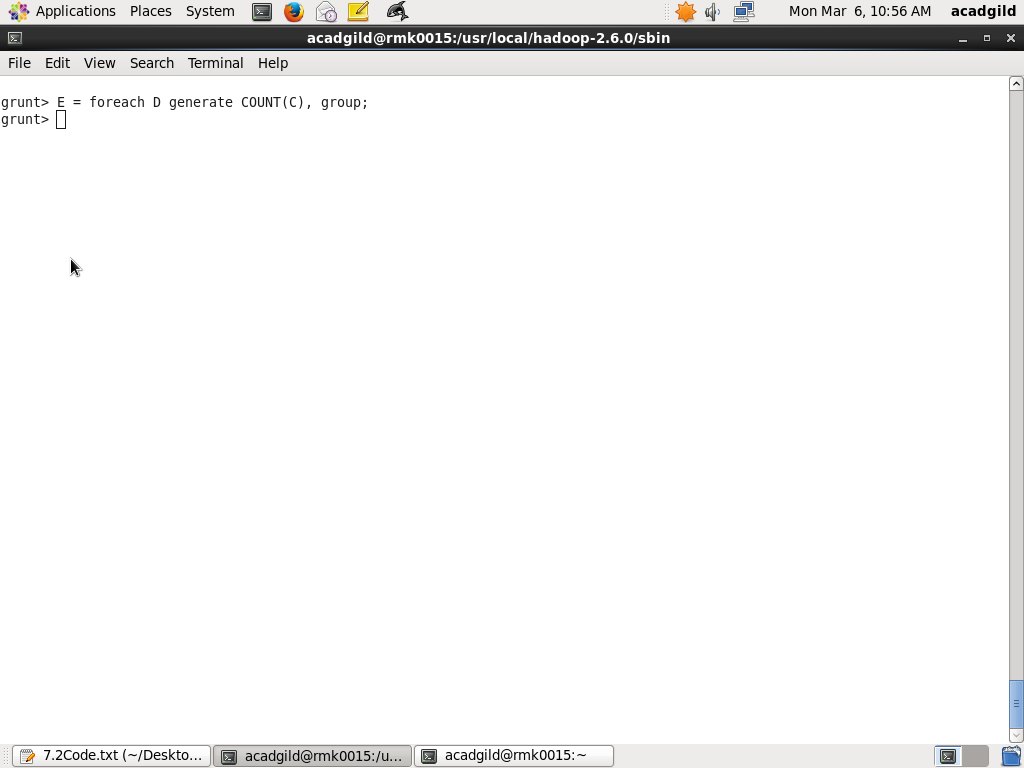 Applications Places System Mon Mar 6, 10:56 AM acadgild
acadgild@rmk0015:/usr/local/hadoop-2.6.0/sbin
File Edit View Search Terminal Help
grunt> E = foreach D generate COUNT(C), group;
grunt>
7.2Code.txt (~/Deskto... acadgild@rmk0015:/u... acadgild@rmk0015:~